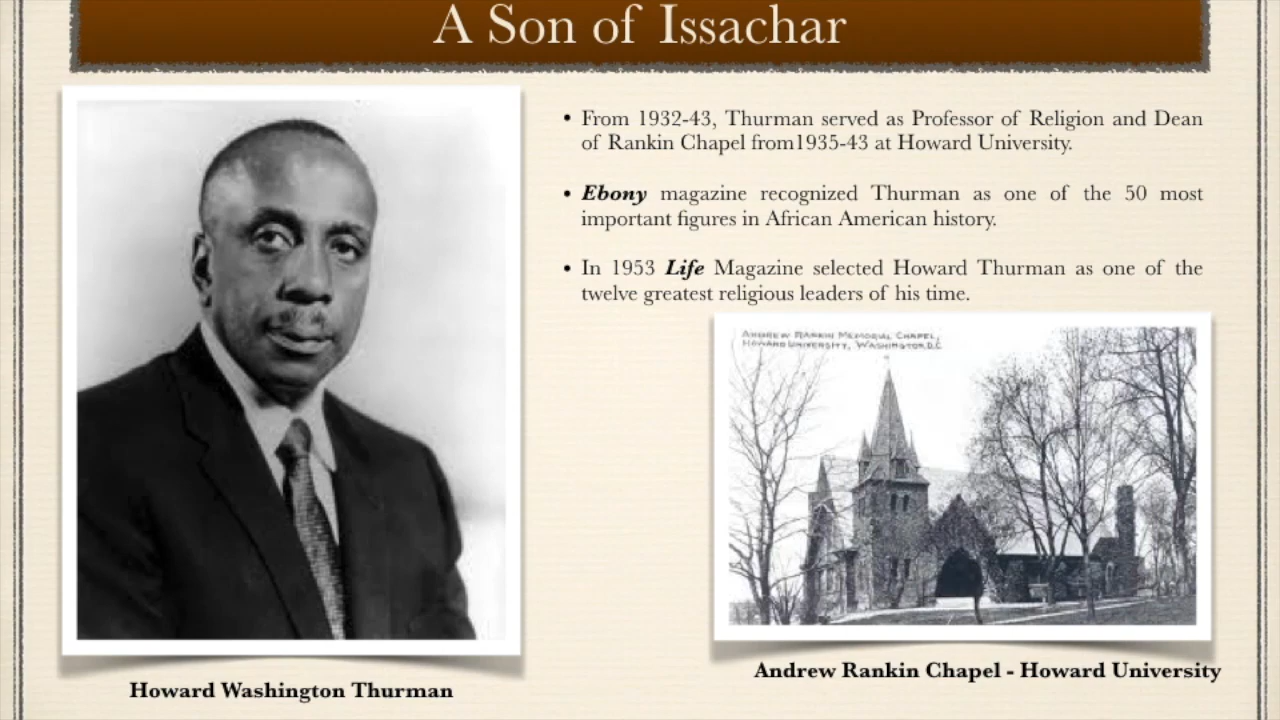 A Son of Issachar
• From 1932-43, Thurman served as Professor of Religion and Dean
of Rankin Chapel from1935-43 at Howard University.
• Ebony magazine recognized Thurman as one of the 50 most
important figures in African American history.
• In 1953 Life Magazine selected Howard Thurman as one of the
twelve greatest religious leaders of his time.
ANDREW RANKIN MEMORIAL CHAPEL,
HOWARD UNIVERSITY, WASHINGTON, D.C
Andrew Rankin Chapel - Howard University
Howard Washington Thurman